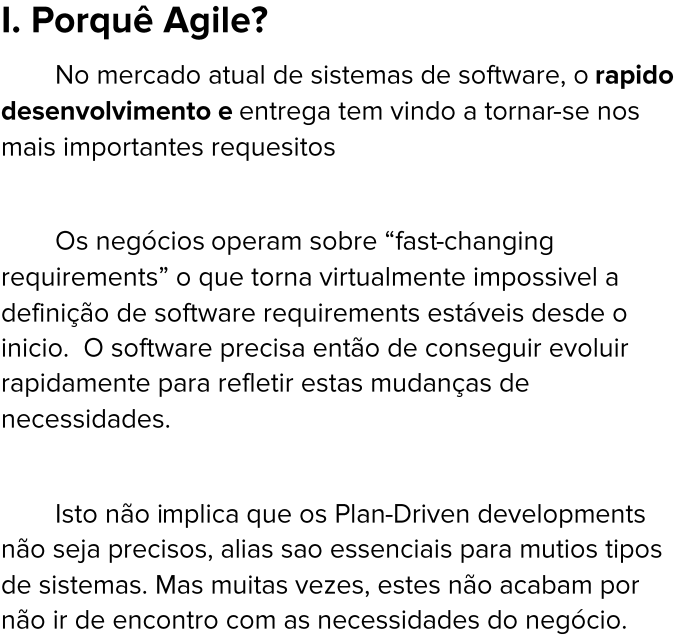 I. Porquê Agile?
No mercado atual de sistemas de software, o rapido
desenvolvimento e entrega tem vindo a tornar-se nos
mais importantes requesitos
Os negócios operam sobre “fast-changing
requirements” o que torna virtualmente impossivel a
definição de software requirements estáveis desde o
inicio.  O software precisa então de conseguir evoluir
rapidamente para refletir estas mudanças de
necessidades.
Isto não implica que os Plan-Driven developments
não seja precisos, alias sao essenciais para mutios tipos
de sistemas. Mas muitas vezes, estes não acabam por
não ir de encontro com as necessidades do negócio.